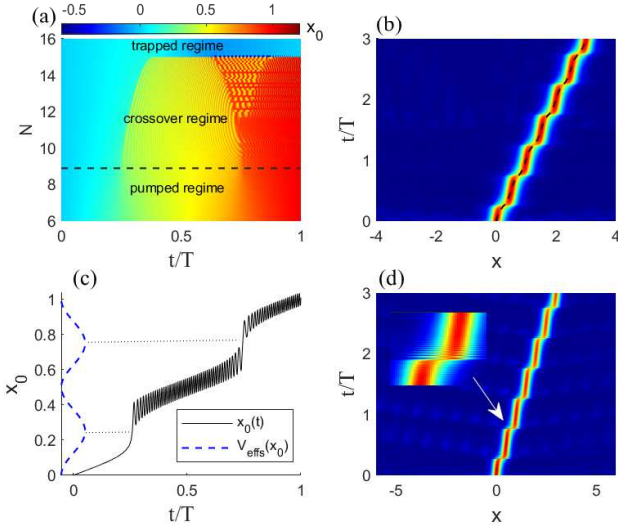 (a)
-0.5 0 0.5 1 x0
16
14
12
10
8
6
N
trapped regime
crossover regime
pumped regime
0 0.5 1
t/T
(b)
3
2
1
0
t/T
-4 -2 0 2 4
x
(c)
1
0.8
0.6
0.4
0.2
0
x0
x0(t)
Veffs(x0)
0 0.5 1
t/T
(d)
3
2
1
0
t/T
-5 0 5
x